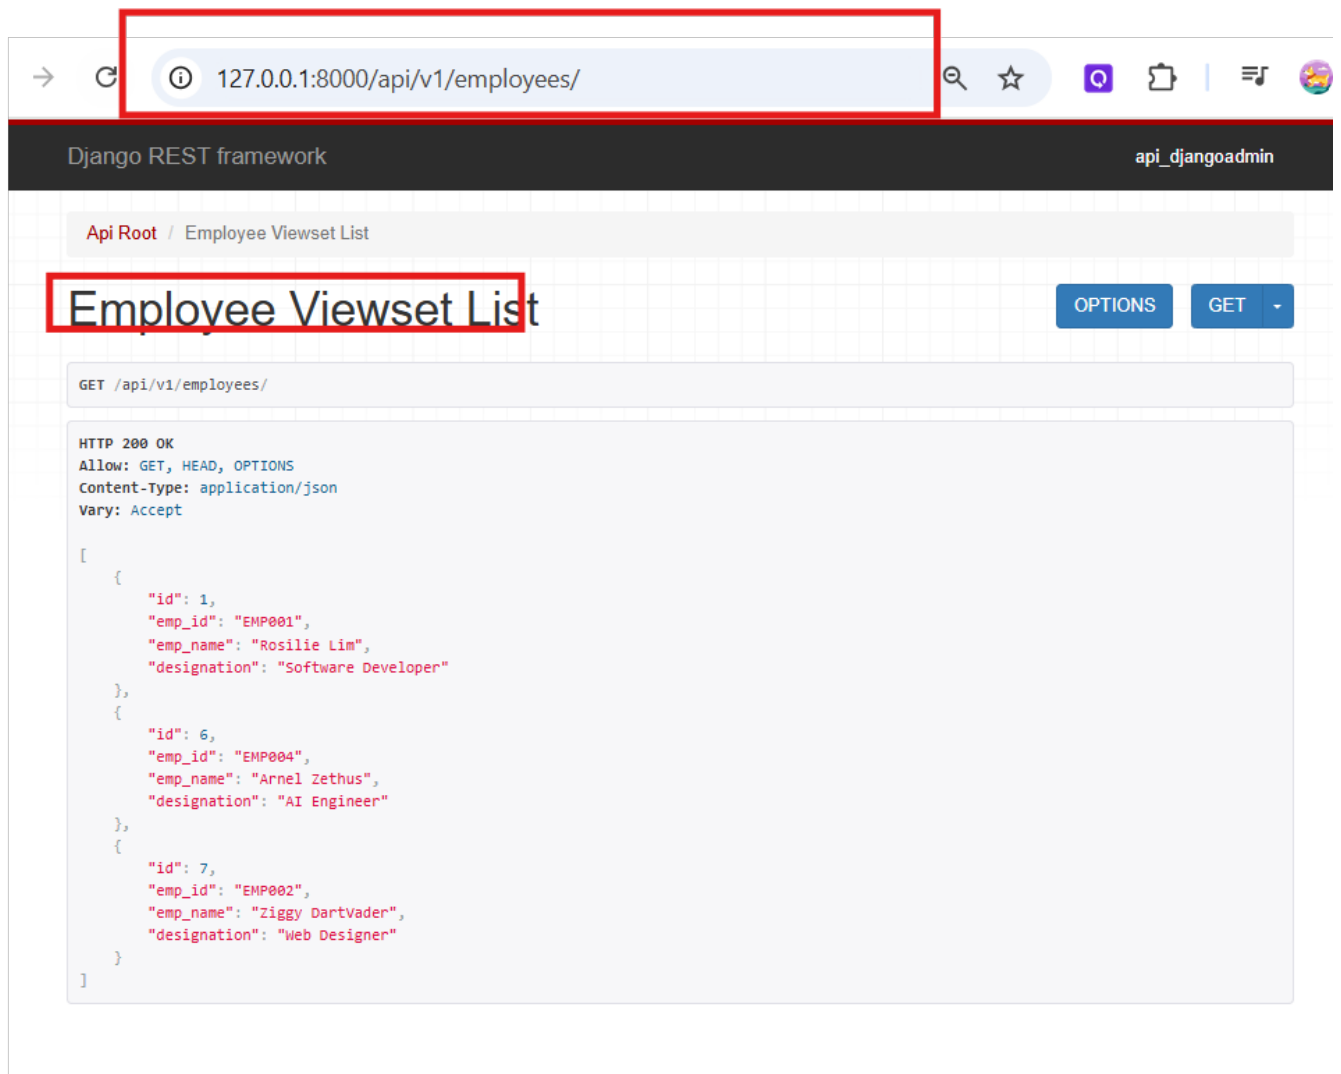 127.0.0.1:8000/api/v1/employees/
Django REST framework
api_djangoadmin
Api Root / Employee Viewset List
Employee Viewset List
OPTIONS
GET
GET /api/v1/employees/
HTTP 200 OK
Allow: GET, HEAD, OPTIONS
Content-Type: application/json
Vary: Accept
[
    {
        "id": 1,
        "emp_id": "EMP001",
        "emp_name": "Rosilie Lim",
        "designation": "Software Developer"
    },
    {
        "id": 6,
        "emp_id": "EMP004",
        "emp_name": "Arnel Zethus",
        "designation": "AI Engineer"
    },
    {
        "id": 7,
        "emp_id": "EMP002",
        "emp_name": "Ziggy DartVader",
        "designation": "Web Designer"
    }
]